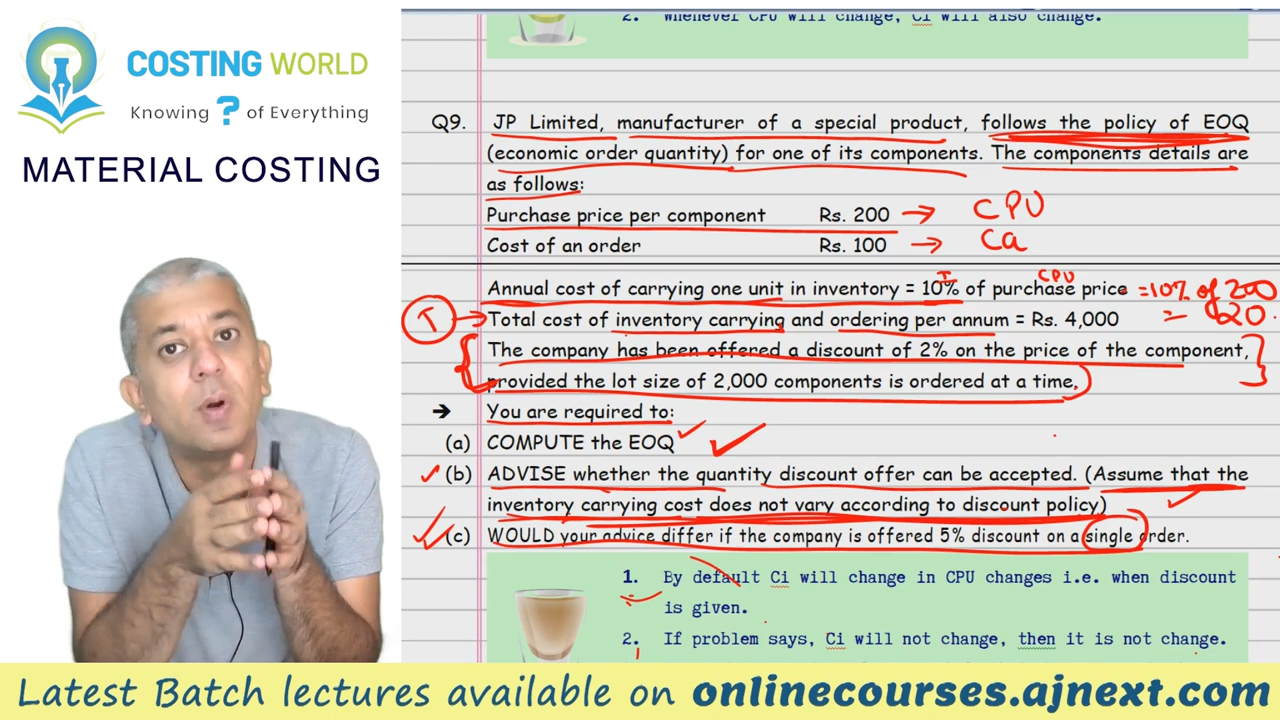 2. Whenever CPU will change, Ci will also change.
COSTING WORLD
Knowing ? of Everything
MATERIAL COSTING
Q9. JP Limited, manufacturer of a special product, follows the policy of EOQ
(economic order quantity) for one of its components. The components details are
as follows:
Purchase price per component Rs. 200 → CPU
Cost of an order Rs. 100 → Ca
Annual cost of carrying one unit in inventory = 10% of purchase price = 10% of 200
T CPU
T → Total cost of inventory carrying and ordering per annum = Rs. 4,000 = 20.
The company has been offered a discount of 2% on the price of the component,
provided the lot size of 2,000 components is ordered at a time.
➔ You are required to:
(a) COMPUTE the EOQ
(b) ADVISE whether the quantity discount offer can be accepted. (Assume that the
inventory carrying cost does not vary according to discount policy)
(c) WOULD your advice differ if the company is offered 5% discount on a single order.
1. By default Ci will change in CPU changes i.e. when discount
is given.
2. If problem says, Ci will not change, then it is not change.
Latest Batch lectures available on onlinecourses.ajnext.com